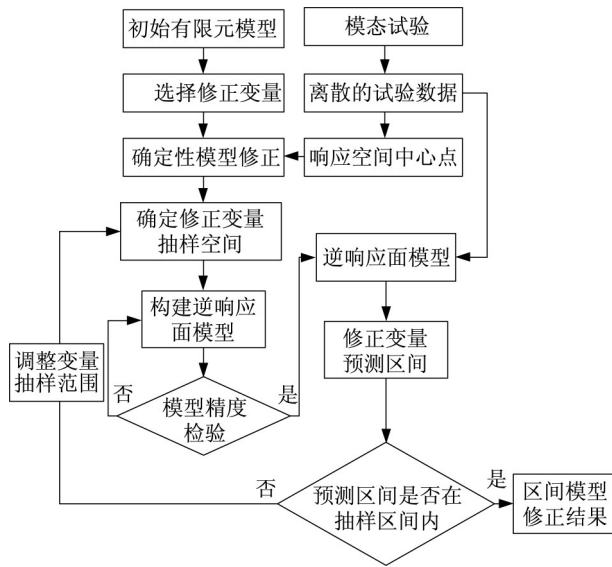 初始有限元模型
模态试验
选择修正变量
离散的试验数据
确定性模型修正
响应空间中心点
确定修正变量
抽样空间
逆响应面模型
构建逆响应
面模型
修正变量
预测区间
调整变量
抽样范围
否
模型精度
检验
是
否
预测区间是否在
抽样区间内
是
区间模型
修正结果